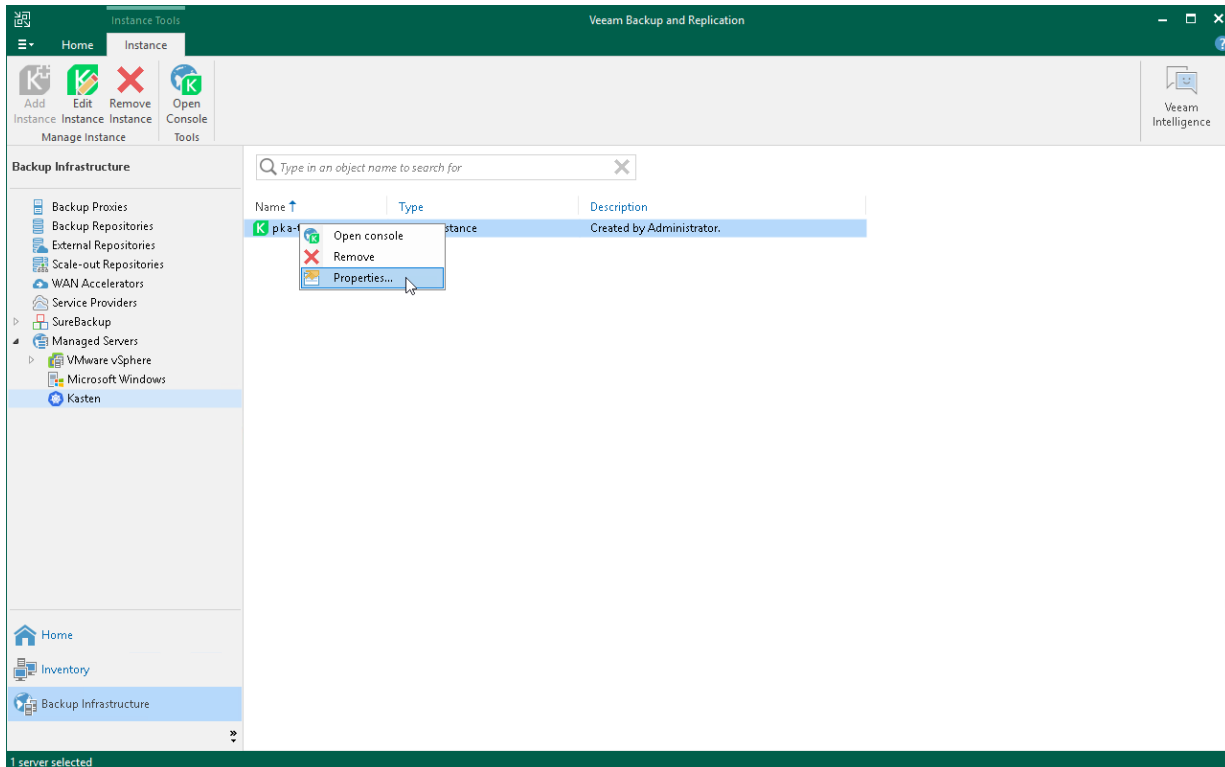 Instance Tools
Veeam Backup and Replication
Home
Instance
Add Instance
Edit Instance
Remove Instance
Open Console
Manage Instance
Tools
Veeam Intelligence
Backup Infrastructure
Type in an object name to search for
Backup Proxies
Backup Repositories
External Repositories
Scale-out Repositories
WAN Accelerators
Service Providers
SureBackup
Managed Servers
VMware vSphere
Microsoft Windows
Kasten
Name
Type
Description
Created by Administrator.
Open console
Remove
Properties...
Home
Inventory
Backup Infrastructure
1 server selected